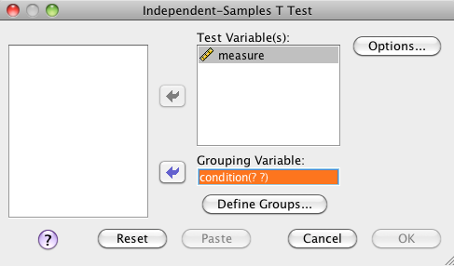 Independent-Samples T Test
Test Variable(s):
measure
Options...
Grouping Variable:
condition(? ?)
Define Groups...
?
Reset
Paste
Cancel
OK